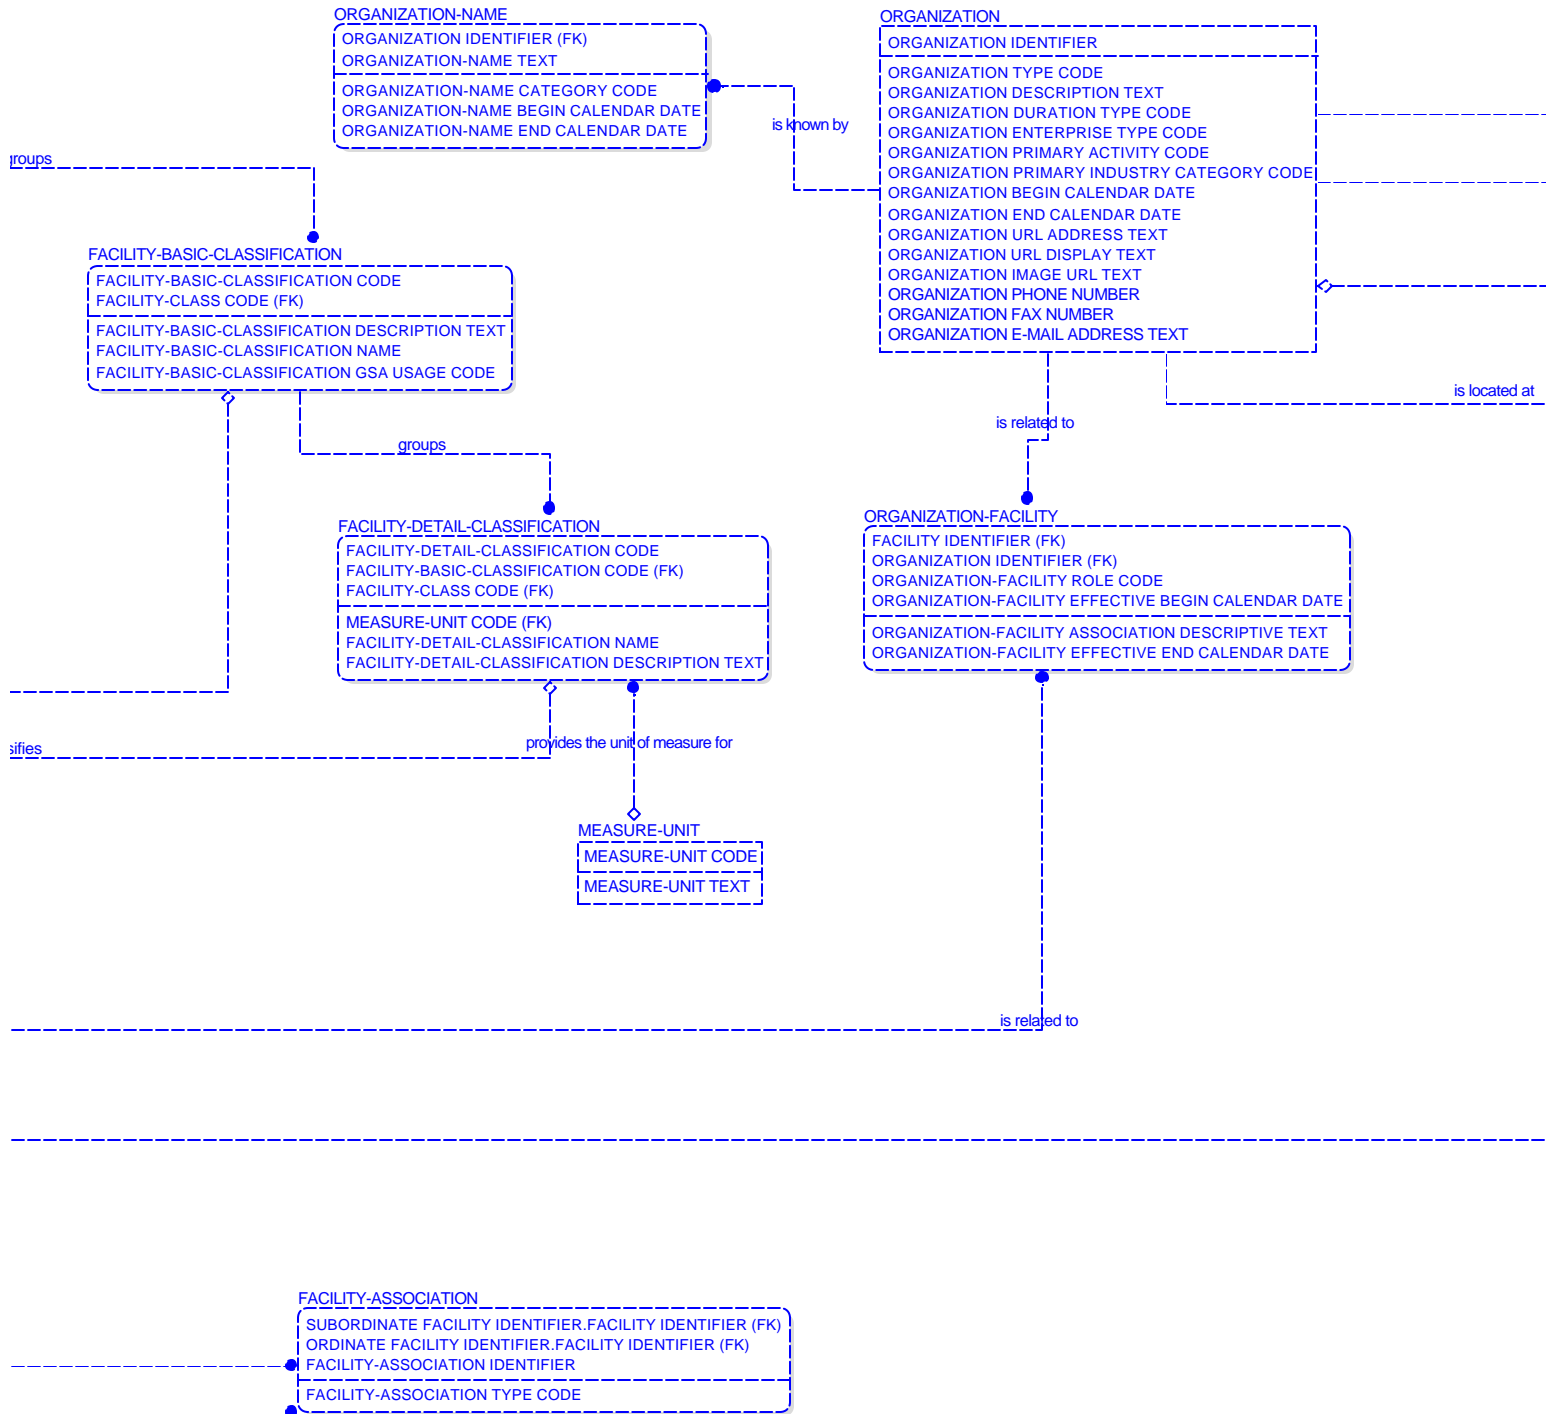 ORGANIZATION-NAME
ORGANIZATION IDENTIFIER (FK)
ORGANIZATION-NAME TEXT
ORGANIZATION-NAME CATEGORY CODE
ORGANIZATION-NAME BEGIN CALENDAR DATE
ORGANIZATION-NAME END CALENDAR DATE
is known by
ORGANIZATION
ORGANIZATION IDENTIFIER
ORGANIZATION TYPE CODE
ORGANIZATION DESCRIPTION TEXT
ORGANIZATION DURATION TYPE CODE
ORGANIZATION ENTERPRISE TYPE CODE
ORGANIZATION PRIMARY ACTIVITY CODE
ORGANIZATION PRIMARY INDUSTRY CATEGORY CODE
ORGANIZATION BEGIN CALENDAR DATE
ORGANIZATION END CALENDAR DATE
ORGANIZATION URL ADDRESS TEXT
ORGANIZATION URL DISPLAY TEXT
ORGANIZATION IMAGE URL TEXT
ORGANIZATION PHONE NUMBER
ORGANIZATION FAX NUMBER
ORGANIZATION E-MAIL ADDRESS TEXT
groups
FACILITY-BASIC-CLASSIFICATION
FACILITY-BASIC-CLASSIFICATION CODE
FACILITY-CLASS CODE (FK)
FACILITY-BASIC-CLASSIFICATION DESCRIPTION TEXT
FACILITY-BASIC-CLASSIFICATION NAME
FACILITY-BASIC-CLASSIFICATION GSA USAGE CODE
is located at
is related to
groups
FACILITY-DETAIL-CLASSIFICATION
FACILITY-DETAIL-CLASSIFICATION CODE
FACILITY-BASIC-CLASSIFICATION CODE (FK)
FACILITY-CLASS CODE (FK)
MEASURE-UNIT CODE (FK)
FACILITY-DETAIL-CLASSIFICATION NAME
FACILITY-DETAIL-CLASSIFICATION DESCRIPTION TEXT
ORGANIZATION-FACILITY
FACILITY IDENTIFIER (FK)
ORGANIZATION IDENTIFIER (FK)
ORGANIZATION-FACILITY ROLE CODE
ORGANIZATION-FACILITY EFFECTIVE BEGIN CALENDAR DATE
ORGANIZATION-FACILITY ASSOCIATION DESCRIPTIVE TEXT
ORGANIZATION-FACILITY EFFECTIVE END CALENDAR DATE
sifies
provides the unit of measure for
MEASURE-UNIT
MEASURE-UNIT CODE
MEASURE-UNIT TEXT
is related to
FACILITY-ASSOCIATION
SUBORDINATE FACILITY IDENTIFIER.FACILITY IDENTIFIER (FK)
ORDINATE FACILITY IDENTIFIER.FACILITY IDENTIFIER (FK)
FACILITY-ASSOCIATION IDENTIFIER
FACILITY-ASSOCIATION TYPE CODE